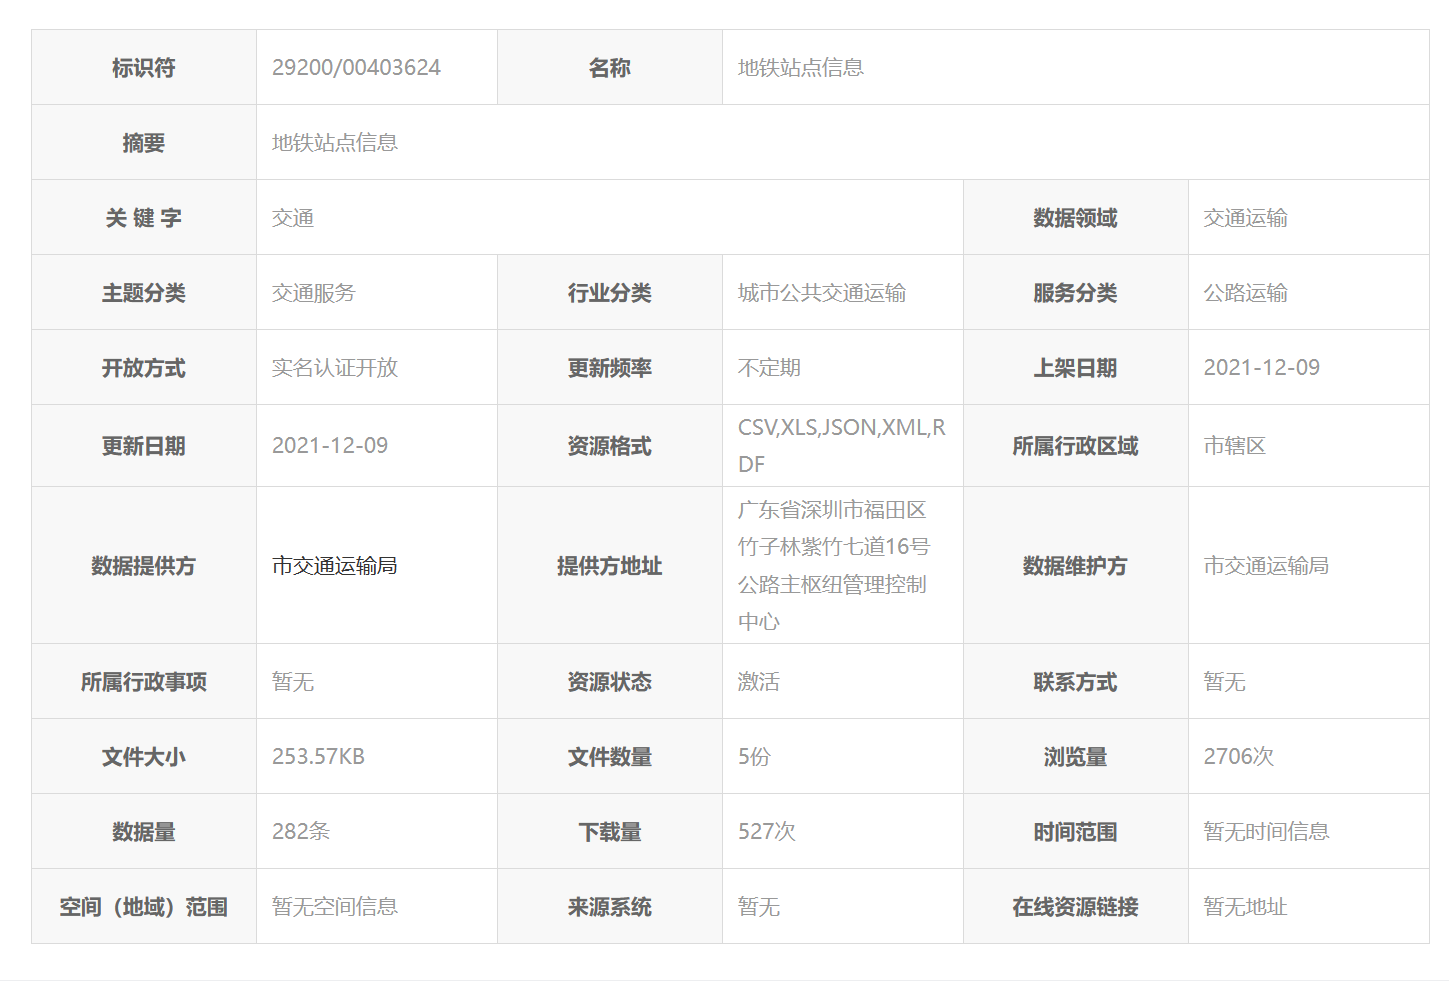 标识符 29200/00403624 名称 地铁站点信息
摘要 地铁站点信息
关 键 字 交通 数据领域 交通运输
主题分类 交通服务 行业分类 城市公共交通运输 服务分类 公路运输
开放方式 实名认证开放 更新频率 不定期 上架日期 2021-12-09
更新日期 2021-12-09 资源格式 CSV,XLS,JSON,XML,R
DF 所属行政区域 市辖区
数据提供方 市交通运输局 提供方地址 广东省深圳市福田区
竹子林紫竹七道16号
公路主枢纽管理控制
中心 数据维护方 市交通运输局
所属行政事项 暂无 资源状态 激活 联系方式 暂无
文件大小 253.57KB 文件数量 5份 浏览量 2706次
数据量 282条 下载量 527次 时间范围 暂无时间信息
空间（地域）范围 暂无空间信息 来源系统 暂无 在线资源链接 暂无地址